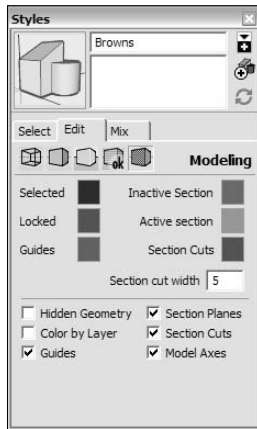 Styles
Browns
Select Edit Mix
ok
Modeling
Selected Inactive Section
Locked Active section
Guides Section Cuts
Section cut width 5
Hidden Geometry Section Planes
Color by Layer Section Cuts
Guides Model Axes